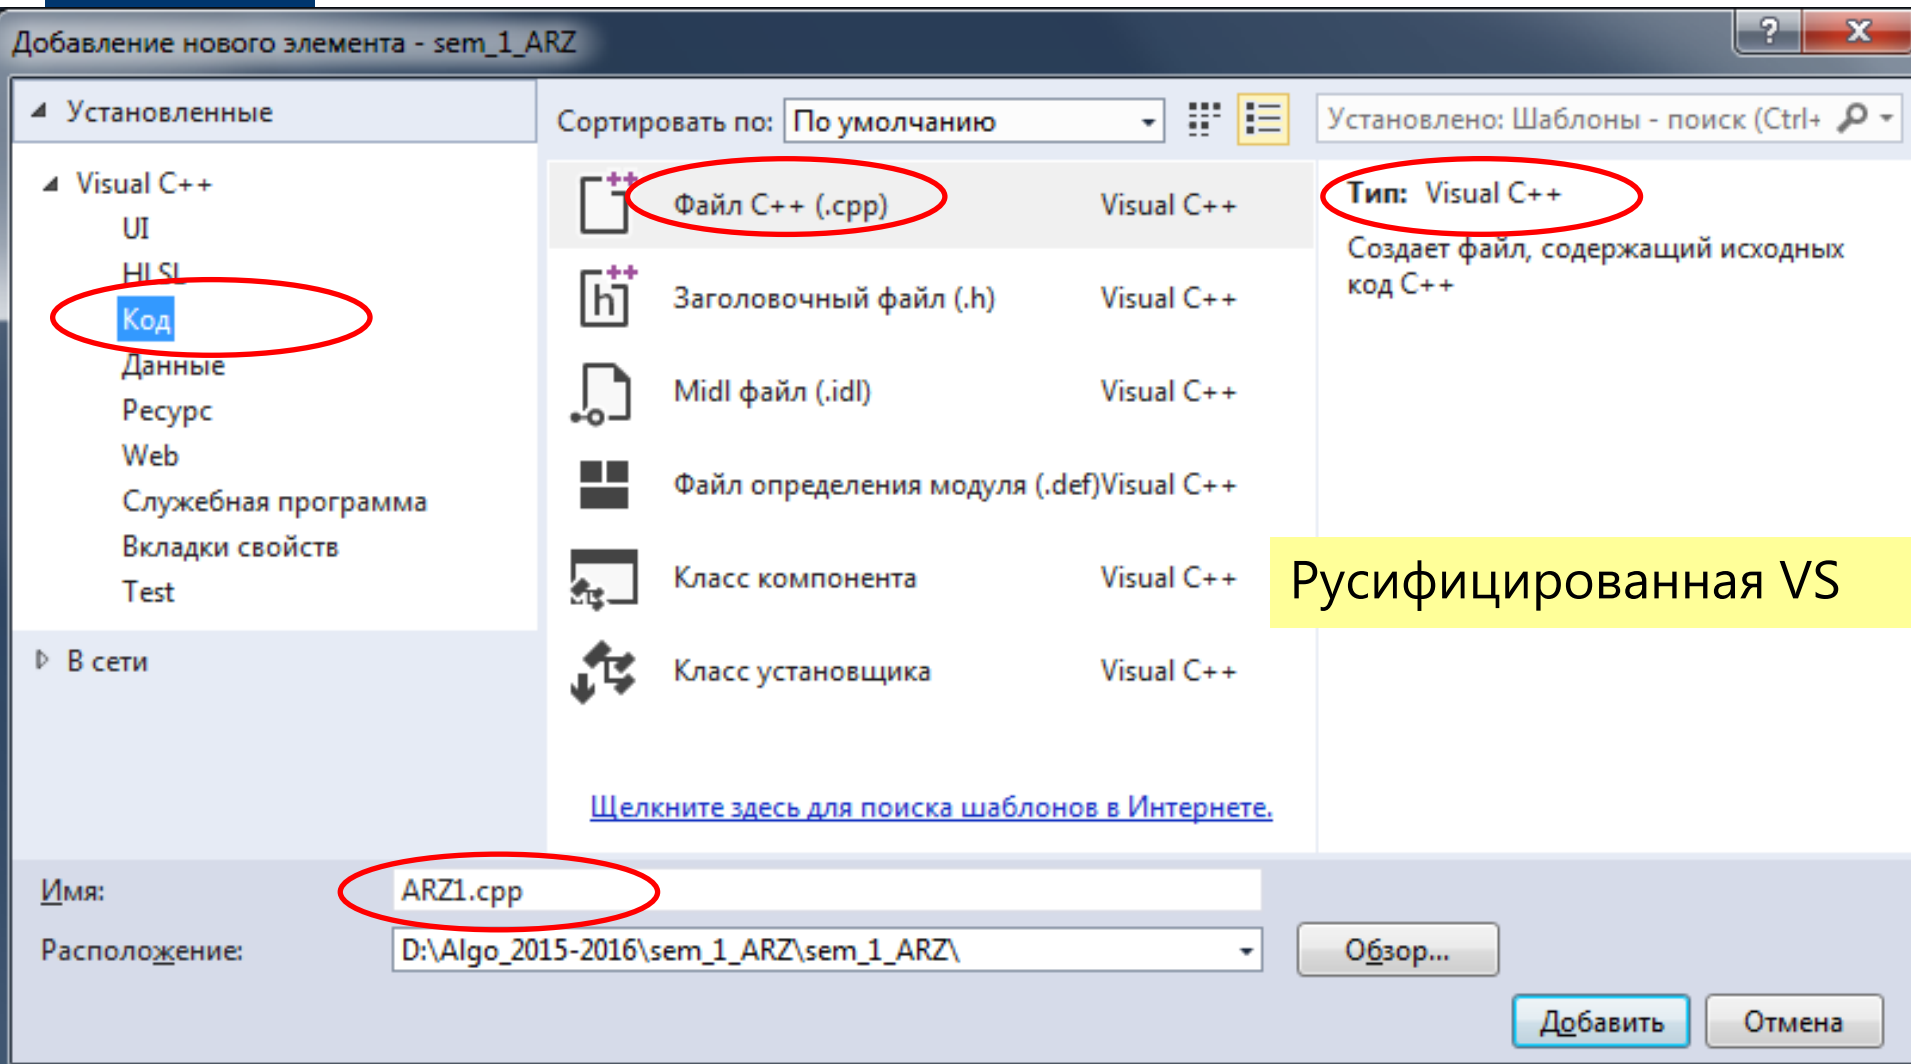 Добавление нового элемента - sem_1_ARZ
Установленные
Сортировать по: По умолчанию
Установлено: Шаблоны - поиск (Ctrl+
Visual C++
UI
HLSL
Код
Данные
Ресурс
Web
Служебная программа
Вкладки свойств
Test
В сети
Файл C++ (.cpp) Visual C++
Заголовочный файл (.h) Visual C++
Midl файл (.idl) Visual C++
Файл определения модуля (.def) Visual C++
Класс компонента Visual C++
Класс установщика Visual C++
Щелкните здесь для поиска шаблонов в Интернете.
Тип: Visual C++
Создает файл, содержащий исходных
код C++
Русифицированная VS
Имя: ARZ1.cpp
Расположение: D:\Algo_2015-2016\sem_1_ARZ\sem_1_ARZ\
Обзор...
Добавить Отмена